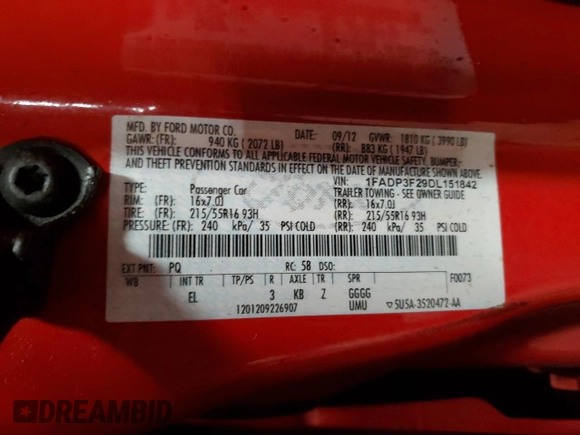 MFD. BY FORD MOTOR CO. DATE: 09/12 GVWR: 1810 KG ( 3990 LB)
GAWR: (FR): 940 KG ( 2072 LB) (RR): 883 KG ( 1947 LB)
THIS VEHICLE CONFORMS TO ALL APPLICABLE FEDERAL MOTOR VEHICLE SAFETY, BUMPER,
AND THEFT PREVENTION STANDARDS IN EFFECT ON THE DATE OF MANUFACTURE SHOWN ABOVE.
VIN: 1FADP3F29DL151842
TYPE: Passenger Car TRAILER TOWING - SEE OWNER GUIDE
RIM: (FR): 16x7.0J (RR): 16x7.0J
TIRE: (FR): 215/55R16 93H (RR): 215/55R16 93H
PRESSURE: (FR): 240 kPa/ 35 PSI COLD (RR): 240 kPa/ 35 PSI COLD
EXT PNT: PQ RC: 58 DSO:
WB INT TR TP/PS R AXLE TR SPR F0073
EL 3 KB Z GGGG
1201209226907 UMU 5U5A-3520472-AA
DREAMBID